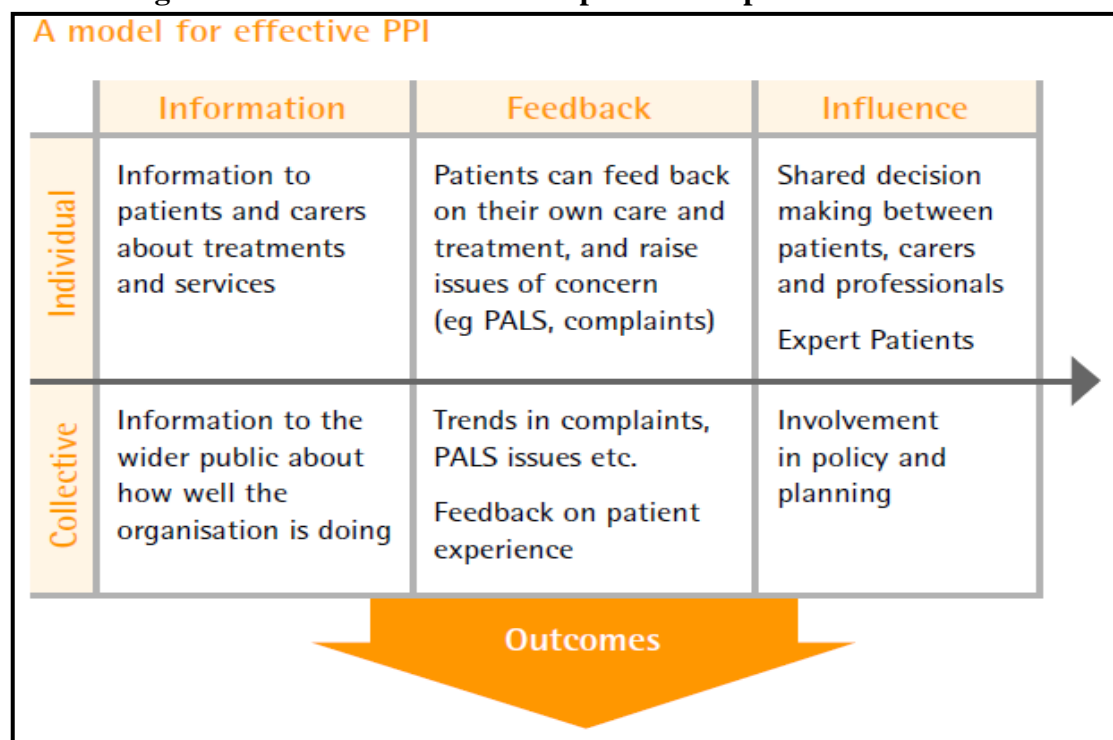 A model for effective PPI
Information
Feedback
Influence
Individual
Information to
patients and carers
about treatments
and services
Patients can feed back
on their own care and
treatment, and raise
issues of concern
(eg PALS, complaints)
Shared decision
making between
patients, carers
and professionals
Expert Patients
Collective
Information to the
wider public about
how well the
organisation is doing
Trends in complaints,
PALS issues etc.
Feedback on patient
experience
Involvement
in policy and
planning
Outcomes